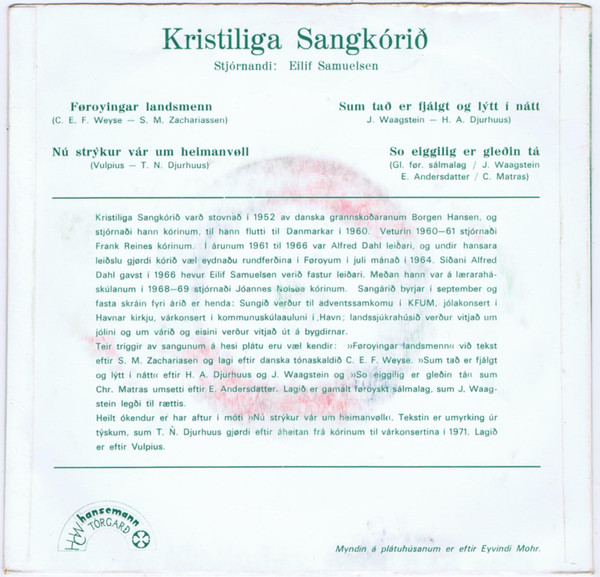 Kristiliga Sangkórið
Stjórnandi: Eilif Samuelsen
Føroyingar landsmenn
(C. E. F. Weyse — S. M. Zachariassen)
Sum tað er fjálgt og lýtt í nátt
J. Waagstein — H. A. Djurhuus)
Nú strýkur vár um heimanvøll
(Vulpius — T. N. Djurhuus)
So eiggilig er gleðin tá
(Gl. før. sálmalag / J. Waagstein
E. Andersdatter / C. Matras)
Kristiliga Sangkórið varð stovnað í 1952 av danska grannskoðaranum Borgen Hansen, og
stjórnaði hann kórinum, til hann flutti til Danmarkar í 1960. Veturin 1960—61 stjórnaði
Frank Reines kórinum. Í árunum 1961 til 1966 var Alfred Dahl leiðari, og undir hansara
leiðslu gjørdi kórið væl eydnaðu rundferðina í Føroyum í juli mánað í 1964. Síðani Alfred
Dahl gavst í 1966 hevur Eilif Samuelsen verið fastur leiðari. Meðan hann var á lærarahá-
skúlanum í 1968—69 stjórnaði Jóannes Nolsøe kórinum. Sangárið byrjar í september og
fasta skráin fyri árið er henda: Sungið verður til adventssamkomu í KFUM, jólakonsert í
Havnar kirkju, várkonsert í kommunuskúlaauluni í Havn; landssjúkrahúsið verður vitjað um
jólini og um várið og eisini verður vitjað út á bygdirnar.
Teir tríggir av sangunum á hesi plátu eru væl kendir: »Føroyingar landsmenn« við tekst
eftir S. M. Zachariasen og lagi eftir danska tónaskaldið C. E. F. Weyse. »Sum tað er fjálgt
og lýtt í nátt« eftir H. A. Djurhuus og J. Waagstein og »So eiggilig er gleðin tá« sum
Chr. Matras umsetti eftir E. Andersdatter. Lagið er gamalt føroyskt sálmalag, sum J. Waag-
stein legði til rættis.
Heilt ókendur er har aftur í móti »Nú strýkur vár um heimanvøll«. Tekstin er umyrking úr
týskum, sum T. N. Djurhuus gjørdi eftir áheitan frá kórinum til várkonsertina í 1971. Lagið
er eftir Vulpius.
HCW hansemann
TORGARÐ
Myndin á plátuhúsanum er eftir Eyvindi Mohr.